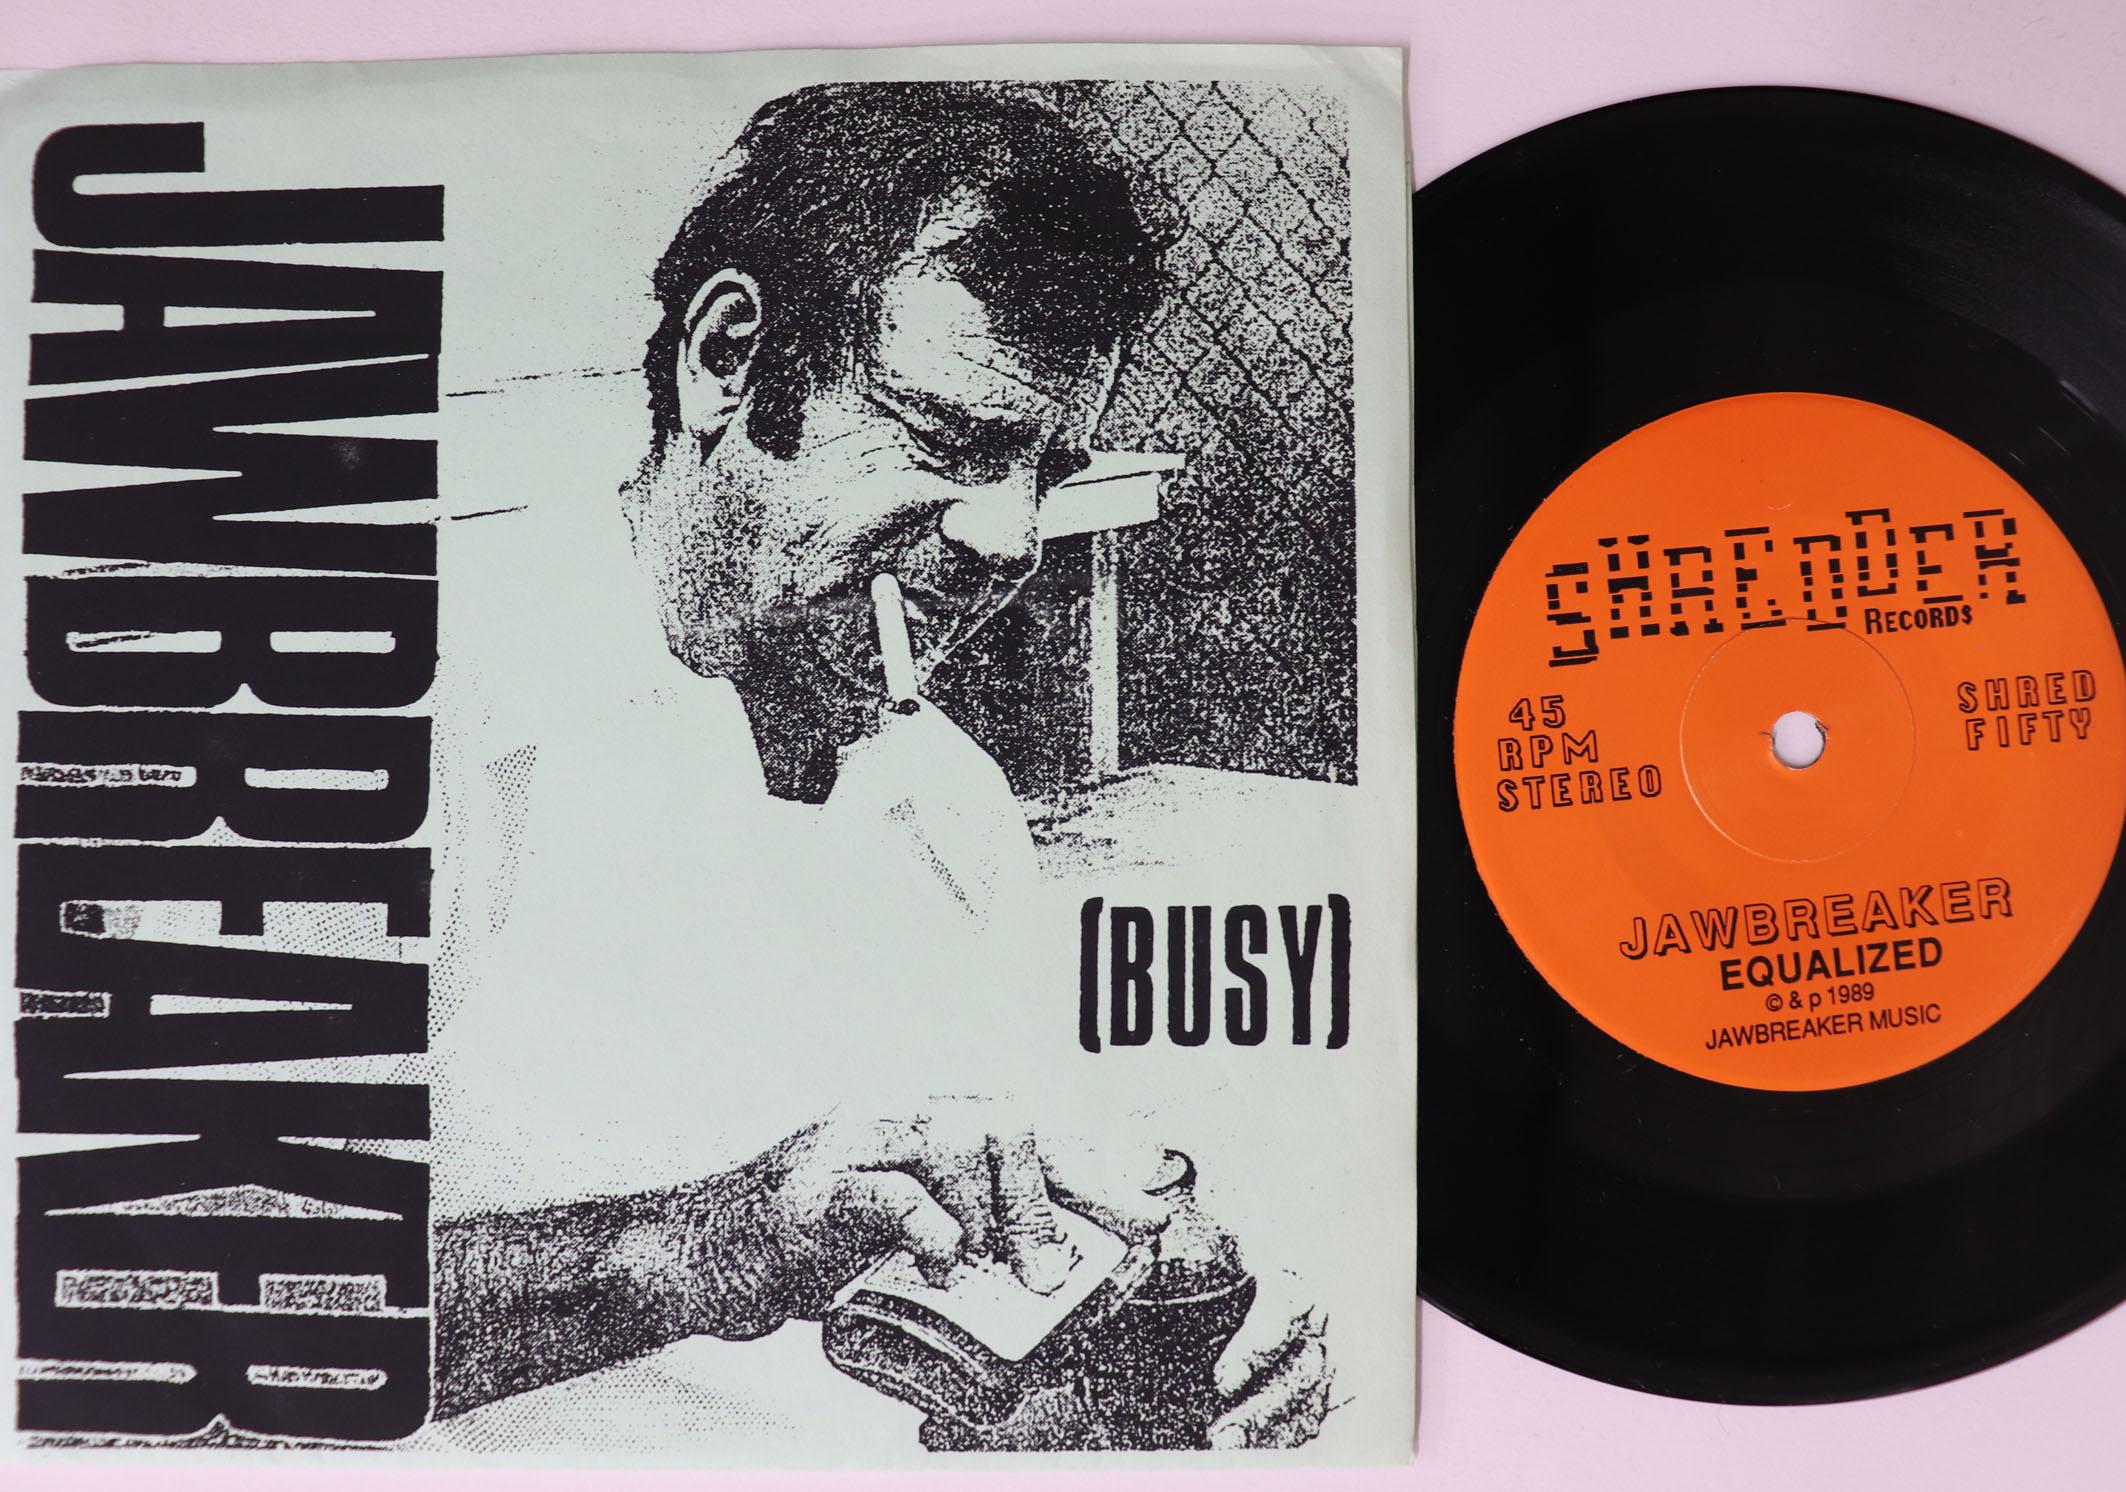 JAWBREAKER
(BUSY)
SHREDDER
RECORDS
45
RPM
STEREO
SHRED
FIFTY
JAWBREAKER
EQUALIZED
© & p 1989
JAWBREAKER MUSIC